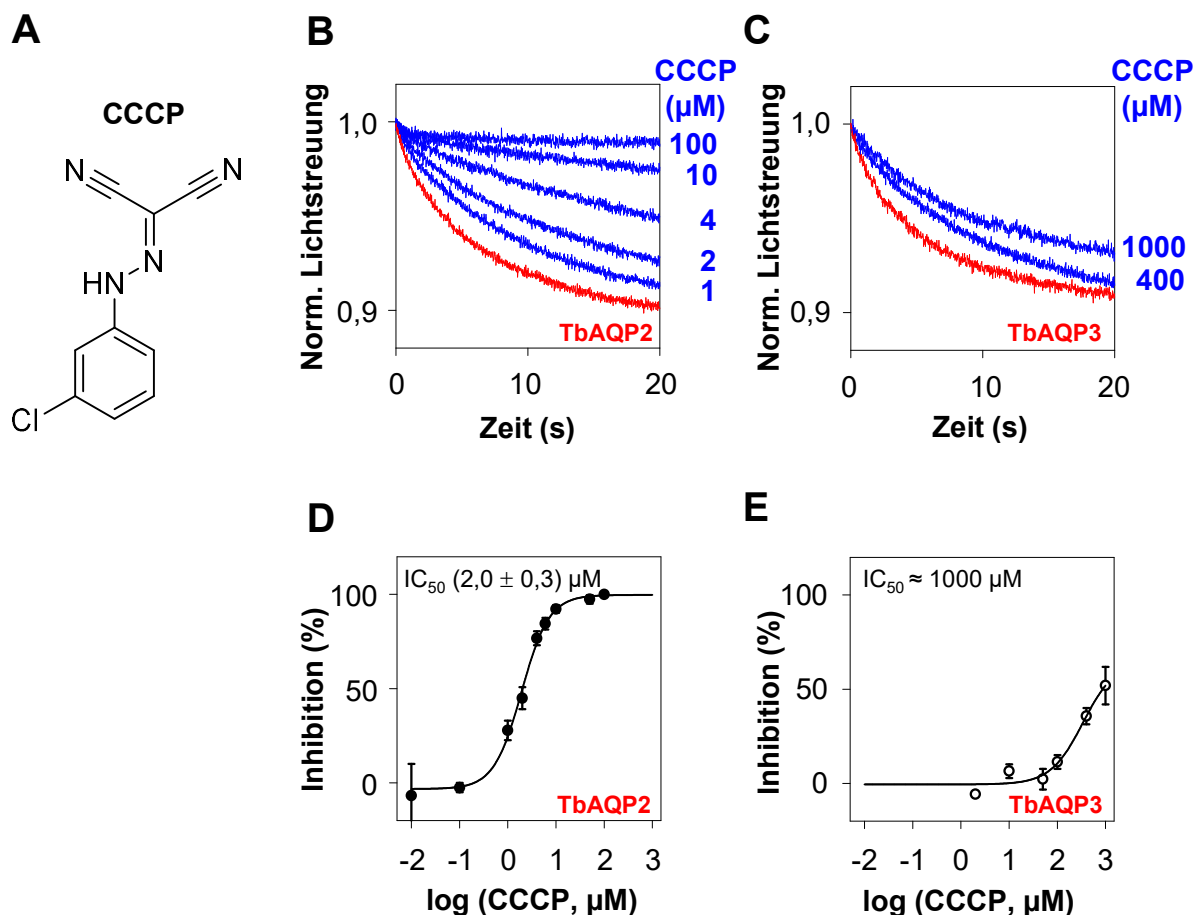 A
CCCP
N
N
N
HN
Cl
B
Norm. Lichtstreuung
1,0
0,9
CCCP
(µM)
100
10
4
2
1
TbAQP2
0
10
20
Zeit (s)
C
Norm. Lichtstreuung
1,0
0,9
CCCP
(µM)
1000
400
TbAQP3
0
10
20
Zeit (s)
D
Inhibition (%)
IC50 (2,0 ± 0,3) µM
100
50
0
TbAQP2
-2 -1 0 1 2 3
log (CCCP, µM)
E
Inhibition (%)
IC50 ≈ 1000 µM
100
50
0
TbAQP3
-2 -1 0 1 2 3
log (CCCP, µM)